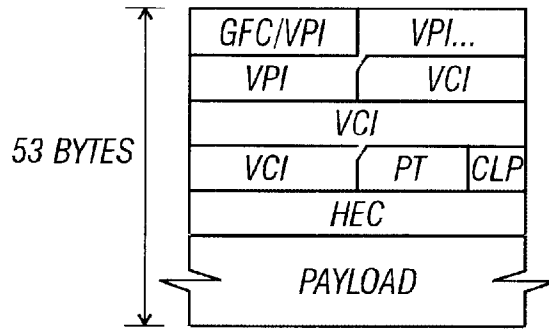 GFC/VPI VPI...
VPI VCI
VCI
53 BYTES
VCI PT CLP
HEC
PAYLOAD